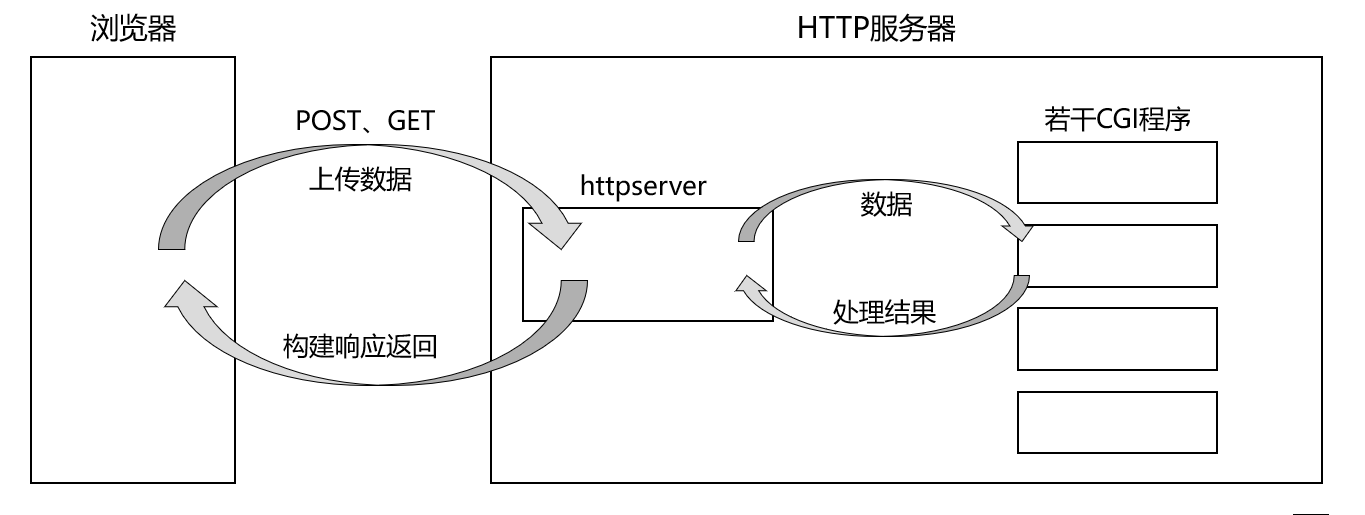 浏览器
HTTP服务器
POST、GET
上传数据
构建响应返回
httpserver
数据
处理结果
若干CGI程序